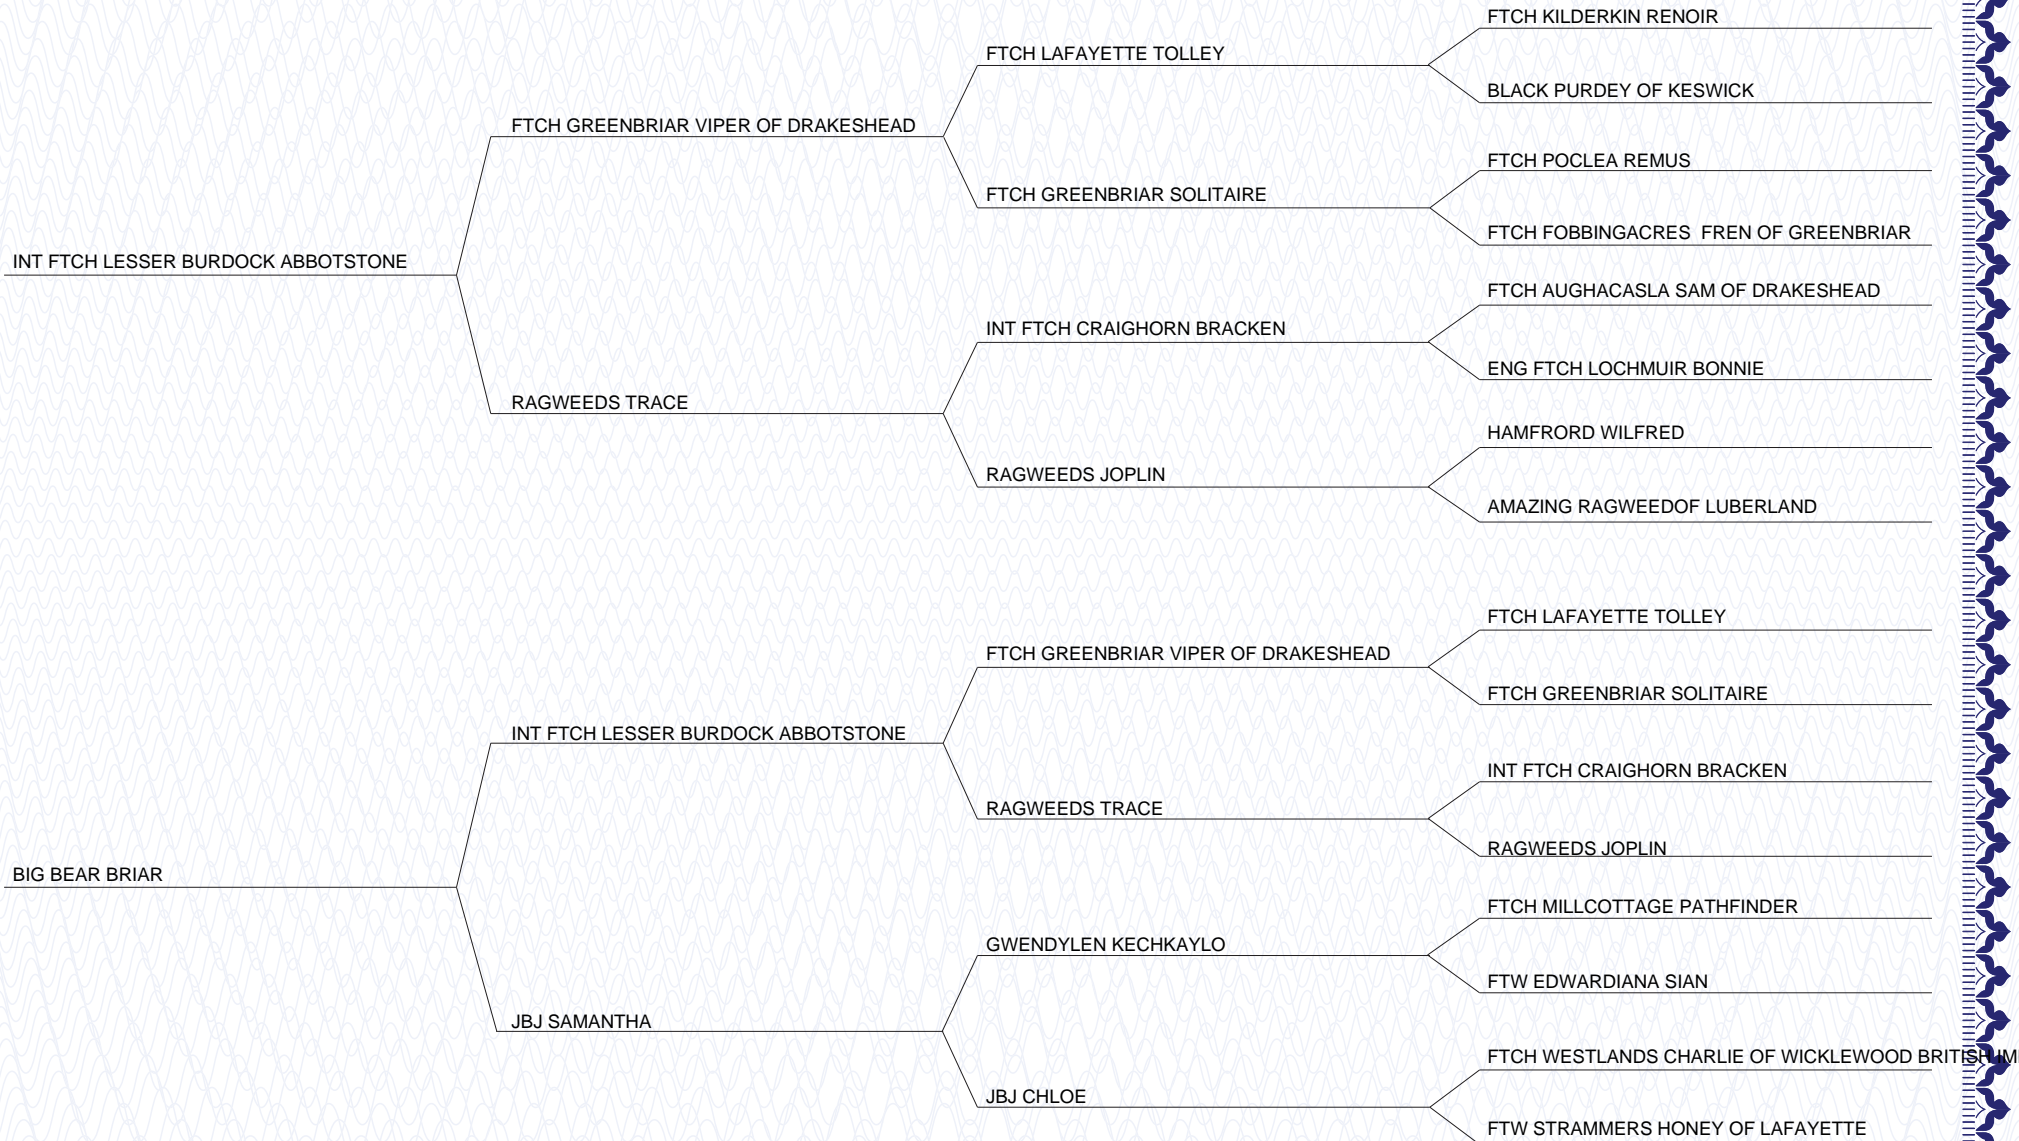 FTCH KILDERKIN RENOIR
FTCH LAFAYETTE TOLLEY
BLACK PURDEY OF KESWICK
FTCH GREENBRIAR VIPER OF DRAKESHEAD
FTCH POCLEA REMUS
FTCH GREENBRIAR SOLITAIRE
FTCH FOBBINGACRES  FREN OF GREENBRIAR
INT FTCH LESSER BURDOCK ABBOTSTONE
FTCH AUGHACASLA SAM OF DRAKESHEAD
INT FTCH CRAIGHORN BRACKEN
ENG FTCH LOCHMUIR BONNIE
RAGWEEDS TRACE
HAMFRORD WILFRED
RAGWEEDS JOPLIN
AMAZING RAGWEEDOF LUBERLAND
FTCH LAFAYETTE TOLLEY
FTCH GREENBRIAR VIPER OF DRAKESHEAD
FTCH GREENBRIAR SOLITAIRE
INT FTCH LESSER BURDOCK ABBOTSTONE
INT FTCH CRAIGHORN BRACKEN
RAGWEEDS TRACE
RAGWEEDS JOPLIN
BIG BEAR BRIAR
FTCH MILLCOTTAGE PATHFINDER
GWENDYLEN KECHKAYLO
FTW EDWARDIANA SIAN
JBJ SAMANTHA
FTCH WESTLANDS CHARLIE OF WICKLEWOOD BRITISH
JBJ CHLOE
FTW STRAMMERS HONEY OF LAFAYETTE